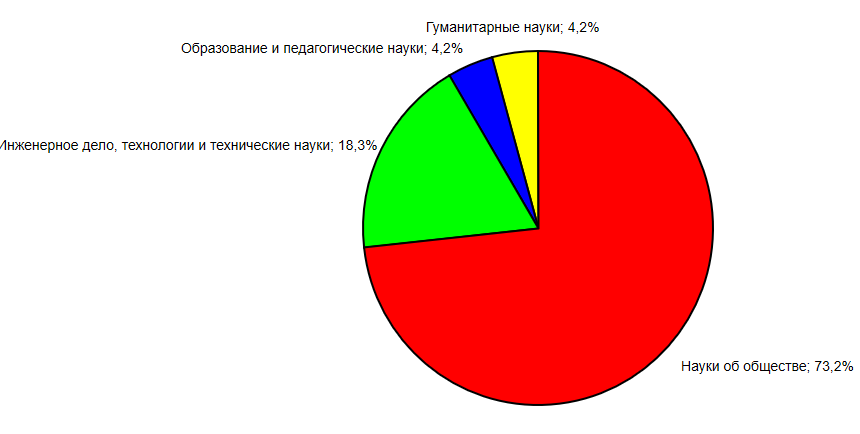 Гуманитарные науки; 4,2%
Образование и педагогические науки; 4,2%
Инженерное дело, технологии и технические науки; 18,3%
Науки об обществе; 73,2%